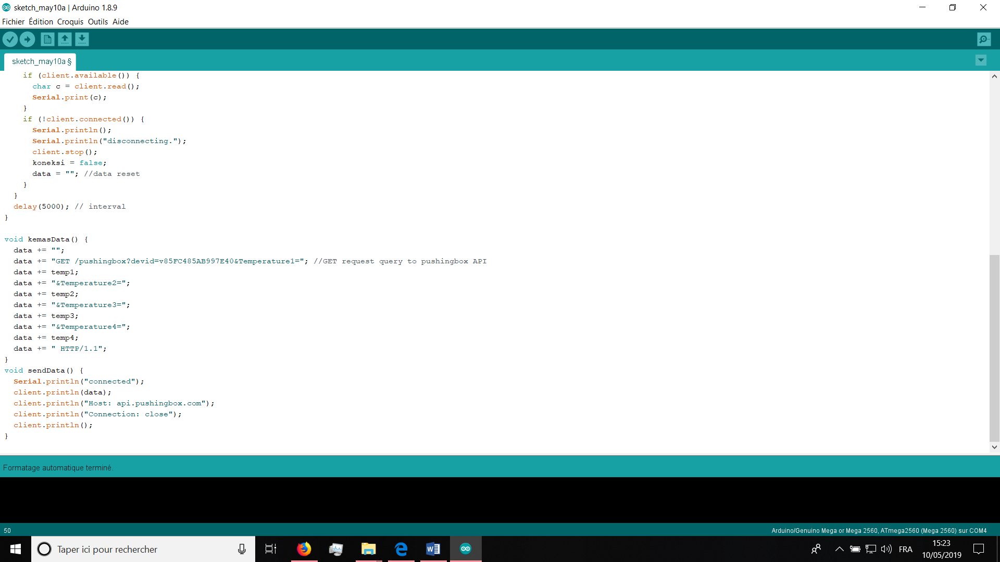 sketch_may10a | Arduino 1.8.9
Fichier Édition Croquis Outils Aide
sketch_may10a §
if (client.available()) {
char c = client.read();
Serial.print(c);
}
if (!client.connected()) {
Serial.println();
Serial.println("disconnecting.");
client.stop();
koneksi = false;
data = ""; //data reset
}
}
delay(5000); // interval
}
void kemasData() {
data += "";
data += "GET /pushingbox?devid=v85FC485AB997E40&Temperature1="; //GET request query to pushingbox API
data += temp1;
data += "&Temperature2=";
data += temp2;
data += "&Temperature3=";
data += temp3;
data += "&Temperature4=";
data += temp4;
data += " HTTP/1.1";
}
void sendData() {
Serial.println("connected");
client.println(data);
client.println("Host: api.pushingbox.com");
client.println("Connection: close");
client.println();
}
Formatage automatique terminé.
50
Arduino/Genuino Mega or Mega 2560, ATmega2560 (Mega 2560) sur COM4
Taper ici pour rechercher
FRA
15:23
10/05/2019